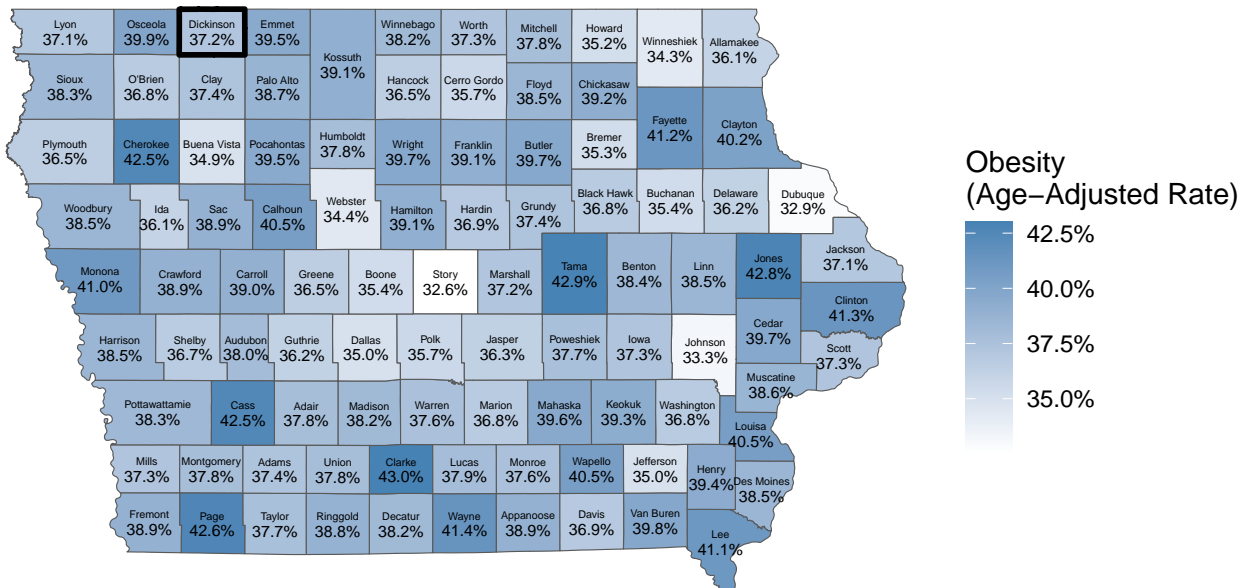 Lyon
37.1%
Osceola
39.9%
Dickinson
37.2%
Emmet
39.5%
Kossuth
39.1%
Winnebago
38.2%
Worth
37.3%
Mitchell
37.8%
Howard
35.2%
Winneshiek
34.3%
Allamakee
36.1%
Sioux
38.3%
O'Brien
36.8%
Clay
37.4%
Palo Alto
38.7%
Hancock
36.5%
Cerro Gordo
35.7%
Floyd
38.5%
Chickasaw
39.2%
Fayette
41.2%
Clayton
40.2%
Plymouth
36.5%
Cherokee
42.5%
Buena Vista
34.9%
Pocahontas
39.5%
Humboldt
37.8%
Wright
39.7%
Franklin
39.1%
Butler
39.7%
Bremer
35.3%
Woodbury
38.5%
Ida
36.1%
Sac
38.9%
Calhoun
40.5%
Webster
34.4%
Hamilton
39.1%
Hardin
36.9%
Grundy
37.4%
Black Hawk
36.8%
Buchanan
35.4%
Delaware
36.2%
Dubuque
32.9%
Monona
41.0%
Crawford
38.9%
Carroll
39.0%
Greene
36.5%
Boone
35.4%
Story
32.6%
Marshall
37.2%
Tama
42.9%
Benton
38.4%
Linn
38.5%
Jones
42.8%
Jackson
37.1%
Clinton
41.3%
Harrison
38.5%
Shelby
36.7%
Audubon
38.0%
Guthrie
36.2%
Dallas
35.0%
Polk
35.7%
Jasper
36.3%
Poweshiek
37.7%
Iowa
37.3%
Johnson
33.3%
Cedar
39.7%
Scott
37.3%
Muscatine
38.6%
Pottawattamie
38.3%
Cass
42.5%
Adair
37.8%
Madison
38.2%
Warren
37.6%
Marion
36.8%
Mahaska
39.6%
Keokuk
39.3%
Washington
36.8%
Louisa
40.5%
Mills
37.3%
Montgomery
37.8%
Adams
37.4%
Union
37.8%
Clarke
43.0%
Lucas
37.9%
Monroe
37.6%
Wapello
40.5%
Jefferson
35.0%
Henry
39.4%
Des Moines
38.5%
Fremont
38.9%
Page
42.6%
Taylor
37.7%
Ringgold
38.8%
Decatur
38.2%
Wayne
41.4%
Appanoose
38.9%
Davis
36.9%
Van Buren
39.8%
Lee
41.1%
Obesity
(Age−Adjusted Rate)
42.5%
40.0%
37.5%
35.0%